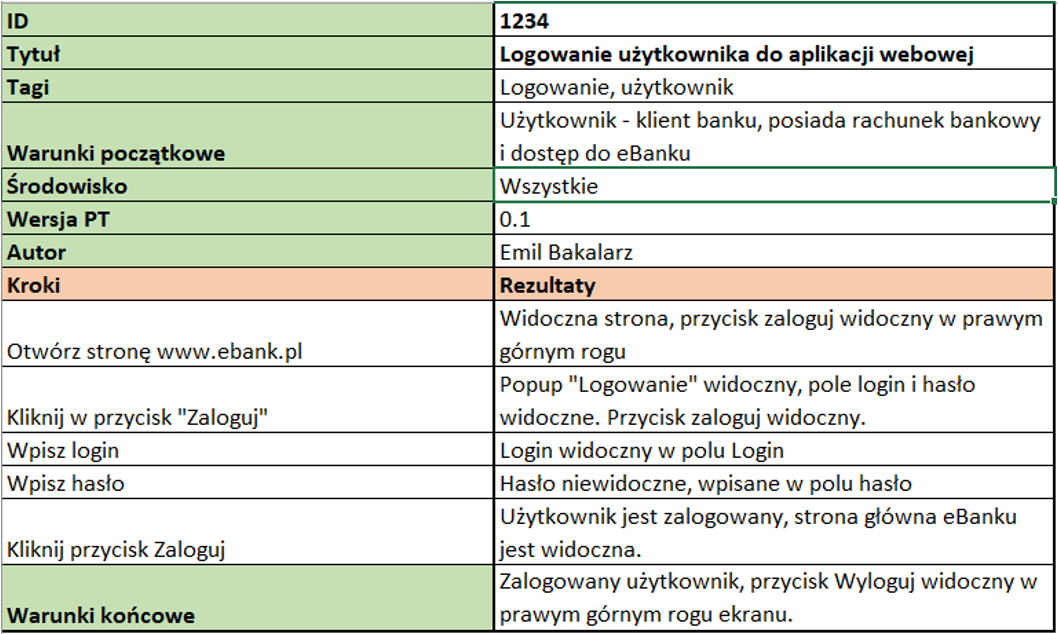 ID 1234
Tytuł Logowanie użytkownika do aplikacji webowej
Tagi Logowanie, użytkownik
Użytkownik - klient banku, posiada rachunek bankowy
Warunki początkowe i dostęp do eBanku
Środowisko Wszystkie
Wersja PT 0.1
Autor Emil Bakalarz
Kroki Rezultaty
Widoczna strona, przycisk zaloguj widoczny w prawym
Otwórz stronę www.ebank.pl górnym rogu
Popup "Logowanie" widoczny, pole login i hasło
Kliknij w przycisk "Zaloguj" widoczne. Przycisk zaloguj widoczny.
Wpisz login Login widoczny w polu Login
Wpisz hasło Hasło niewidoczne, wpisane w polu hasło
Użytkownik jest zalogowany, strona główna eBanku
Kliknij przycisk Zaloguj jest widoczna.
Zalogowany użytkownik, przycisk Wyloguj widoczny w
Warunki końcowe prawym górnym rogu ekranu.